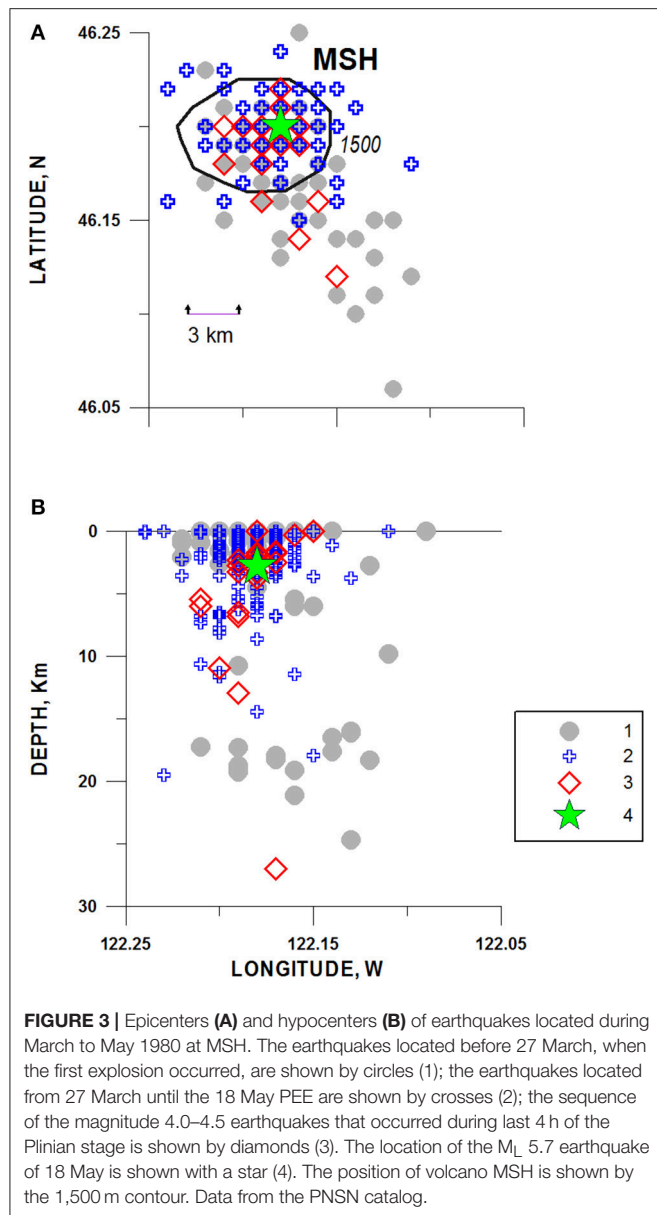 A
46.25
MSH
1500
46.15
LATITUDE, N
3 km
46.05
B
0
10
20
30
DEPTH, Km
122.25
122.15
122.05
LONGITUDE, W
1
2
3
4
FIGURE 3 | Epicenters (A) and hypocenters (B) of earthquakes located during
March to May 1980 at MSH. The earthquakes located before 27 March, when
the first explosion occurred, are shown by circles (1); the earthquakes located
from 27 March until the 18 May PEE are shown by crosses (2); the sequence
of the magnitude 4.0–4.5 earthquakes that occurred during last 4 h of the
Plinian stage is shown by diamonds (3). The location of the ML 5.7 earthquake
of 18 May is shown with a star (4). The position of volcano MSH is shown by
the 1,500 m contour. Data from the PNSN catalog.